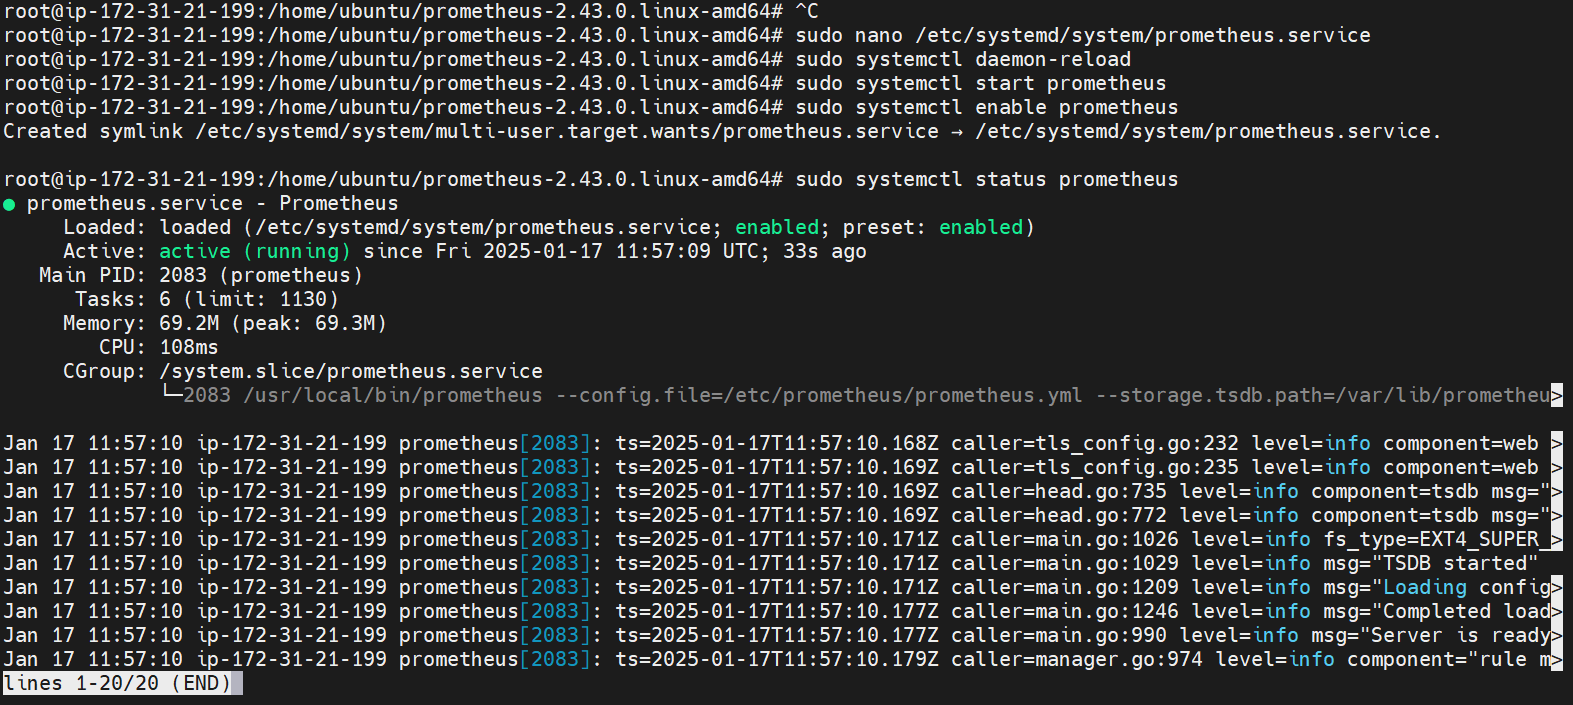 root@ip-172-31-21-199:/home/ubuntu/prometheus-2.43.0.linux-amd64# ^C
root@ip-172-31-21-199:/home/ubuntu/prometheus-2.43.0.linux-amd64# sudo nano /etc/systemd/system/prometheus.service
root@ip-172-31-21-199:/home/ubuntu/prometheus-2.43.0.linux-amd64# sudo systemctl daemon-reload
root@ip-172-31-21-199:/home/ubuntu/prometheus-2.43.0.linux-amd64# sudo systemctl start prometheus
root@ip-172-31-21-199:/home/ubuntu/prometheus-2.43.0.linux-amd64# sudo systemctl enable prometheus
Created symlink /etc/systemd/system/multi-user.target.wants/prometheus.service → /etc/systemd/system/prometheus.service.
root@ip-172-31-21-199:/home/ubuntu/prometheus-2.43.0.linux-amd64# sudo systemctl status prometheus
● prometheus.service - Prometheus
Loaded: loaded (/etc/systemd/system/prometheus.service; enabled; preset: enabled)
Active: active (running) since Fri 2025-01-17 11:57:09 UTC; 33s ago
Main PID: 2083 (prometheus)
Tasks: 6 (limit: 1130)
Memory: 69.2M (peak: 69.3M)
CPU: 108ms
CGroup: /system.slice/prometheus.service
└─2083 /usr/local/bin/prometheus --config.file=/etc/prometheus/prometheus.yml --storage.tsdb.path=/var/lib/prometheu>
Jan 17 11:57:10 ip-172-31-21-199 prometheus[2083]: ts=2025-01-17T11:57:10.168Z caller=tls_config.go:232 level=info component=web >
Jan 17 11:57:10 ip-172-31-21-199 prometheus[2083]: ts=2025-01-17T11:57:10.169Z caller=tls_config.go:235 level=info component=web >
Jan 17 11:57:10 ip-172-31-21-199 prometheus[2083]: ts=2025-01-17T11:57:10.169Z caller=head.go:735 level=info component=tsdb msg=">
Jan 17 11:57:10 ip-172-31-21-199 prometheus[2083]: ts=2025-01-17T11:57:10.169Z caller=head.go:772 level=info component=tsdb msg=">
Jan 17 11:57:10 ip-172-31-21-199 prometheus[2083]: ts=2025-01-17T11:57:10.171Z caller=main.go:1026 level=info fs_type=EXT4_SUPER_>
Jan 17 11:57:10 ip-172-31-21-199 prometheus[2083]: ts=2025-01-17T11:57:10.171Z caller=main.go:1029 level=info msg="TSDB started"
Jan 17 11:57:10 ip-172-31-21-199 prometheus[2083]: ts=2025-01-17T11:57:10.171Z caller=main.go:1209 level=info msg="Loading config>
Jan 17 11:57:10 ip-172-31-21-199 prometheus[2083]: ts=2025-01-17T11:57:10.177Z caller=main.go:1246 level=info msg="Completed load>
Jan 17 11:57:10 ip-172-31-21-199 prometheus[2083]: ts=2025-01-17T11:57:10.177Z caller=main.go:990 level=info msg="Server is ready>
Jan 17 11:57:10 ip-172-31-21-199 prometheus[2083]: ts=2025-01-17T11:57:10.179Z caller=manager.go:974 level=info component="rule m>
lines 1-20/20 (END)